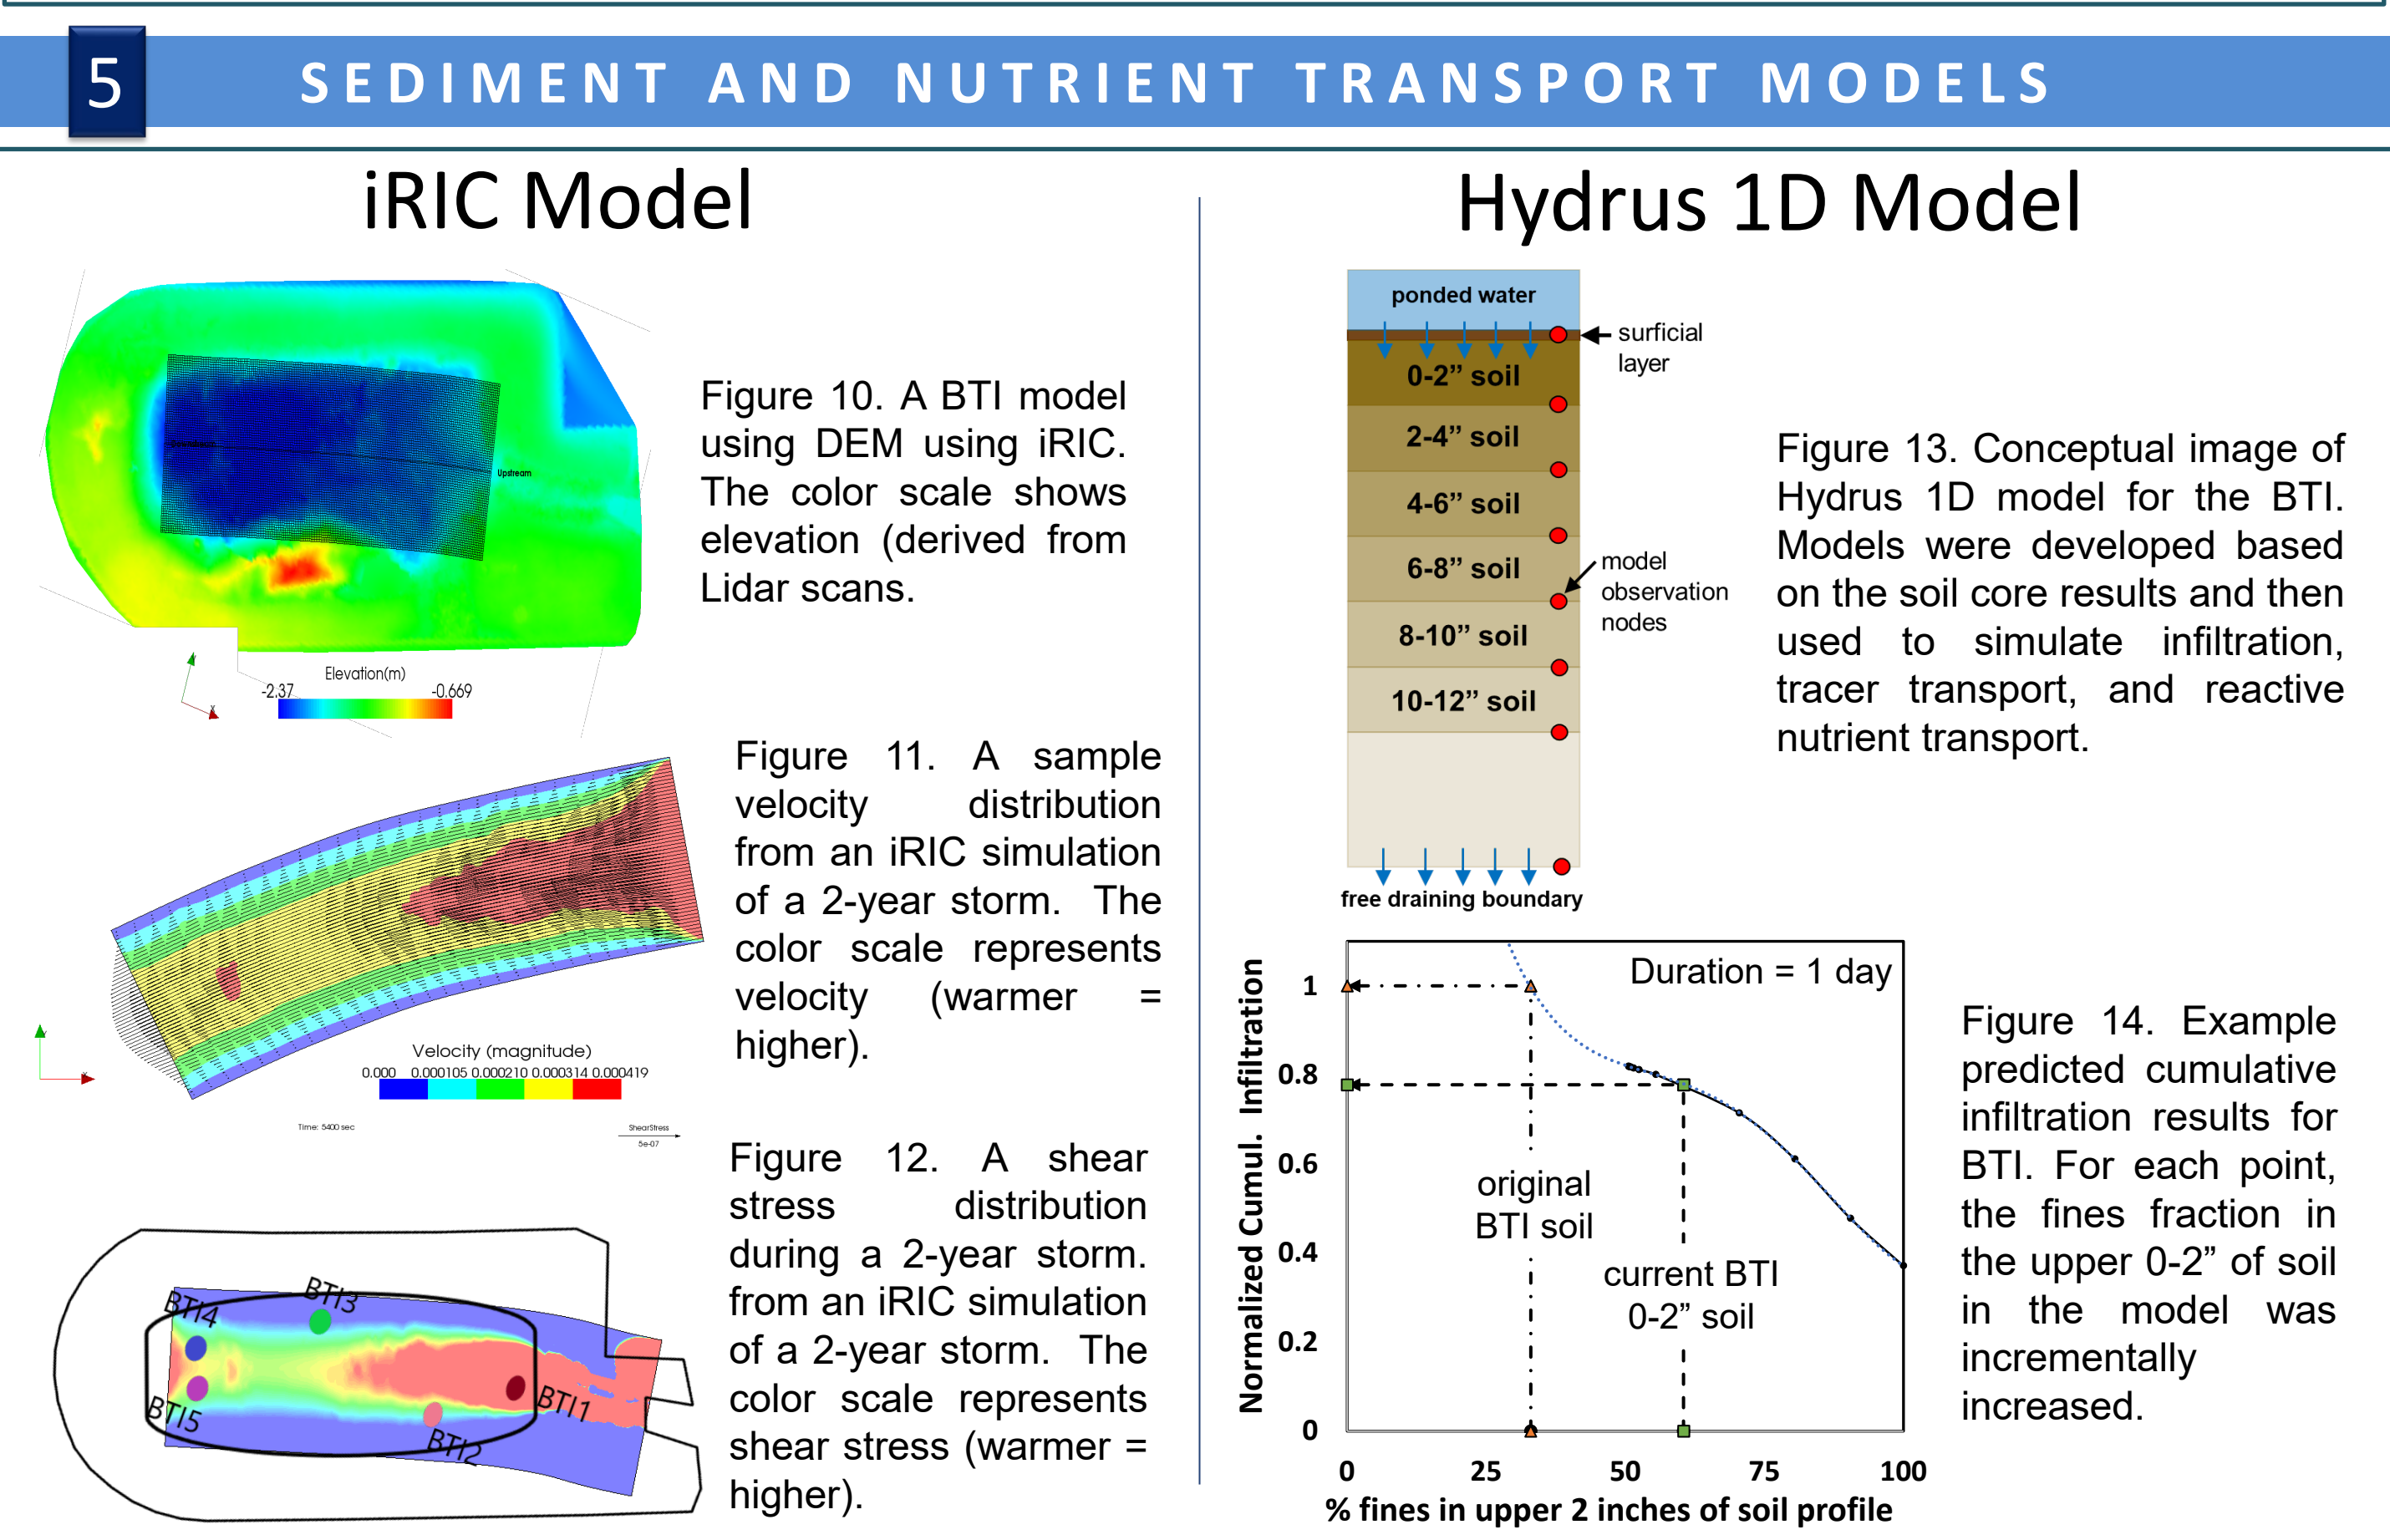 5
SEDIMENT AND NUTRIENT TRANSPORT MODELS
iRIC Model
Upstream
Elevation(m)
-2.37
-0.669
Y
X
Figure 10. A BTI model
using DEM using iRIC.
The color scale shows
elevation (derived from
Lidar scans.
Figure 11. A sample
velocity distribution
from an iRIC simulation
of a 2-year storm. The
color scale represents
velocity (warmer =
higher).
Velocity (magnitude)
0.000 0.000105 0.000210 0.000314 0.000419
Time: 5400 sec
ShearStress
5e-07
Figure 12. A shear
stress distribution
during a 2-year storm.
from an iRIC simulation
of a 2-year storm. The
color scale represents
shear stress (warmer =
higher).
BTI4
BTI3
BTI5
BTI2
BTI1
Hydrus 1D Model
ponded water
surficial
layer
0-2” soil
2-4” soil
4-6” soil
6-8” soil
8-10” soil
10-12” soil
model
observation
nodes
free draining boundary
Figure 13. Conceptual image of
Hydrus 1D model for the BTI.
Models were developed based
on the soil core results and then
used to simulate infiltration,
tracer transport, and reactive
nutrient transport.
Duration = 1 day
Normalized Cumul. Infiltration
1
0.8
0.6
0.4
0.2
0
original
BTI soil
current BTI
0-2” soil
0 25 50 75 100
% fines in upper 2 inches of soil profile
Figure 14. Example
predicted cumulative
infiltration results for
BTI. For each point,
the fines fraction in
the upper 0-2” of soil
in the model was
incrementally
increased.